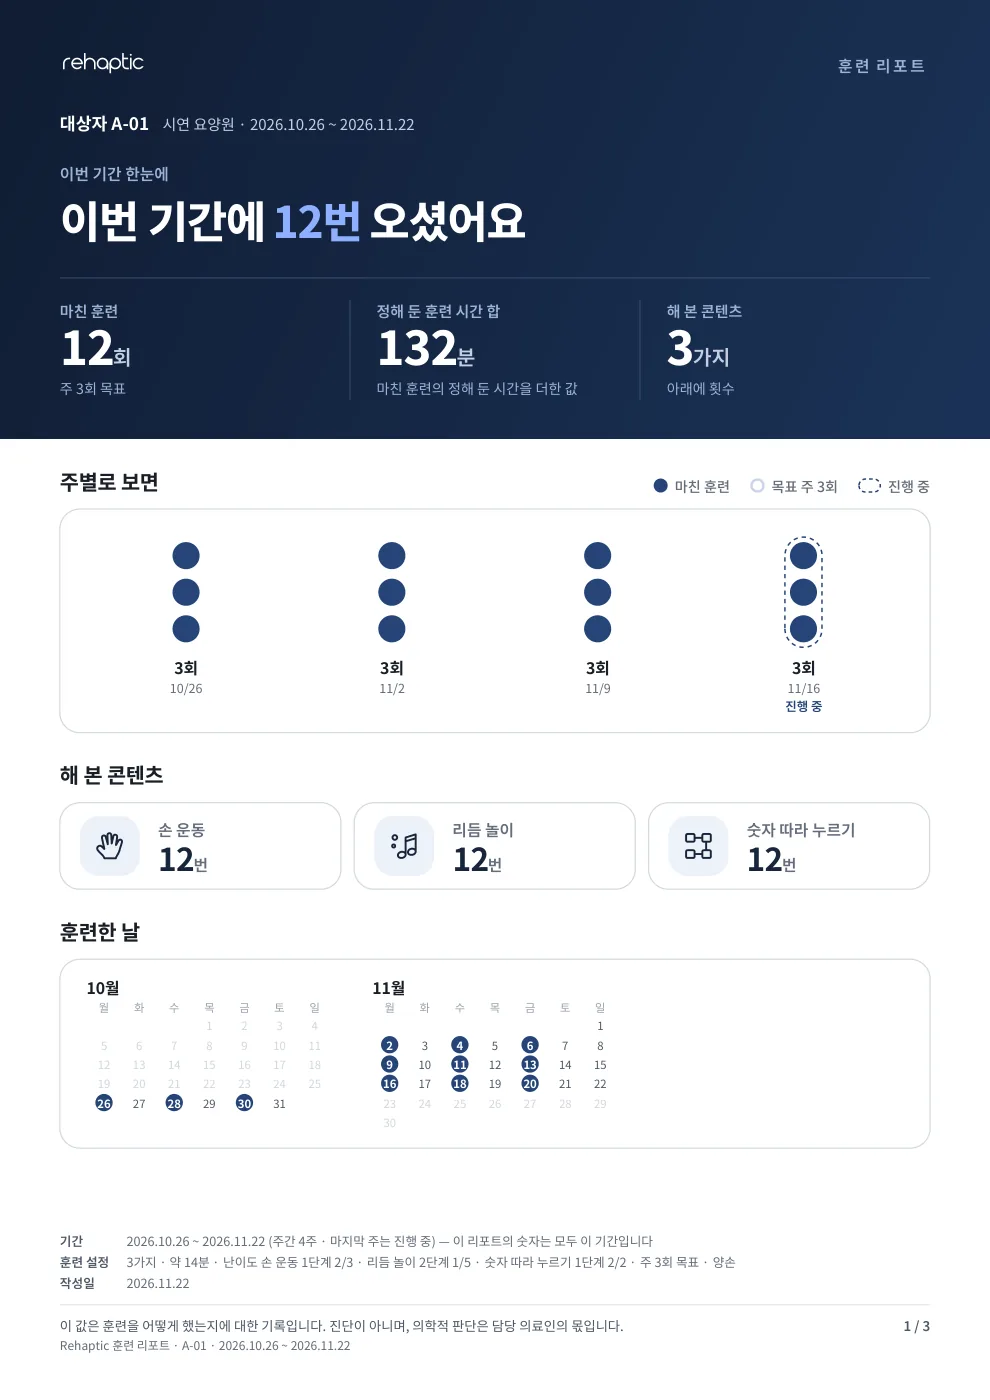 rehaptic
훈련 리포트
대상자 A-01 시연 요양원 · 2026.10.26 ~ 2026.11.22
이번 기간 한눈에
이번 기간에 12번 오셨어요
마친 훈련
12회
주 3회 목표
정해 둔 훈련 시간 합
132분
마친 훈련의 정해 둔 시간을 더한 값
해 본 콘텐츠
3가지
아래에 횟수
주별로 보면
마친 훈련 목표 주 3회 진행 중
3회 3회 3회 3회
10/26 11/2 11/9 11/16
진행 중
해 본 콘텐츠
손 운동
12번
리듬 놀이
12번
숫자 따라 누르기
12번
훈련한 날
10월
월 화 수 목 금 토 일
1 2 3 4
5 6 7 8 9 10 11
12 13 14 15 16 17 18
19 20 21 22 23 24 25
26 27 28 29 30 31
11월
월 화 수 목 금 토 일
1
2 3 4 5 6 7 8
9 10 11 12 13 14 15
16 17 18 19 20 21 22
23 24 25 26 27 28 29
30
기간 2026.10.26 ~ 2026.11.22 (주간 4주 · 마지막 주는 진행 중) — 이 리포트의 숫자는 모두 이 기간입니다
훈련 설정 3가지 · 약 14분 · 난이도 손 운동 1단계 2/3 · 리듬 놀이 2단계 1/5 · 숫자 따라 누르기 1단계 2/2 · 주 3회 목표 · 양손
작성일 2026.11.22
이 값은 훈련을 어떻게 했는지에 대한 기록입니다. 진단이 아니며, 의학적 판단은 담당 의료인의 몫입니다.
1 / 3
Rehaptic 훈련 리포트 · A-01 · 2026.10.26 ~ 2026.11.22